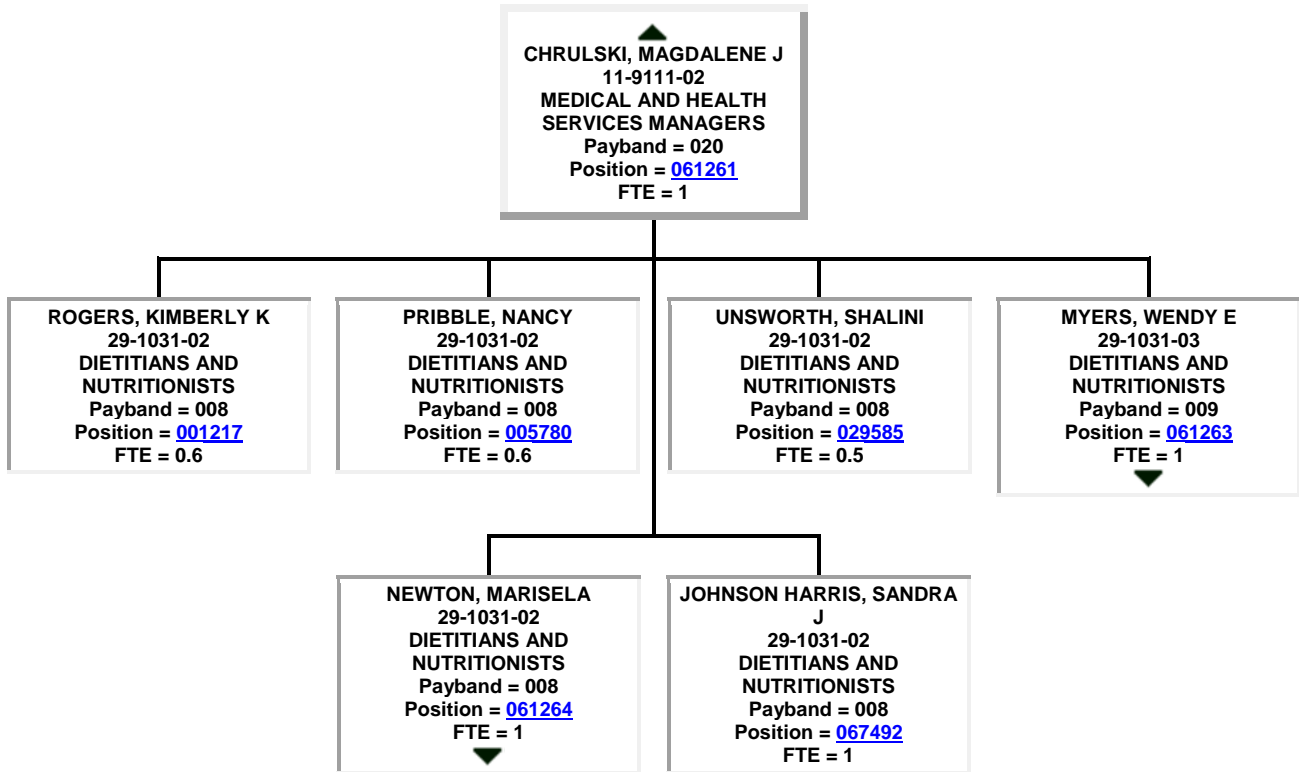 CHRULSKI, MAGDALENE J
11-9111-02
MEDICAL AND HEALTH
SERVICES MANAGERS
Payband = 020
Position = 061261
FTE = 1
ROGERS, KIMBERLY K
29-1031-02
DIETITIANS AND
NUTRITIONISTS
Payband = 008
Position = 001217
FTE = 0.6
PRIBBLE, NANCY
29-1031-02
DIETITIANS AND
NUTRITIONISTS
Payband = 008
Position = 005780
FTE = 0.6
UNSWORTH, SHALINI
29-1031-02
DIETITIANS AND
NUTRITIONISTS
Payband = 008
Position = 029585
FTE = 0.5
MYERS, WENDY E
29-1031-03
DIETITIANS AND
NUTRITIONISTS
Payband = 009
Position = 061263
FTE = 1
NEWTON, MARISELA
29-1031-02
DIETITIANS AND
NUTRITIONISTS
Payband = 008
Position = 061264
FTE = 1
JOHNSON HARRIS, SANDRA
J
29-1031-02
DIETITIANS AND
NUTRITIONISTS
Payband = 008
Position = 067492
FTE = 1